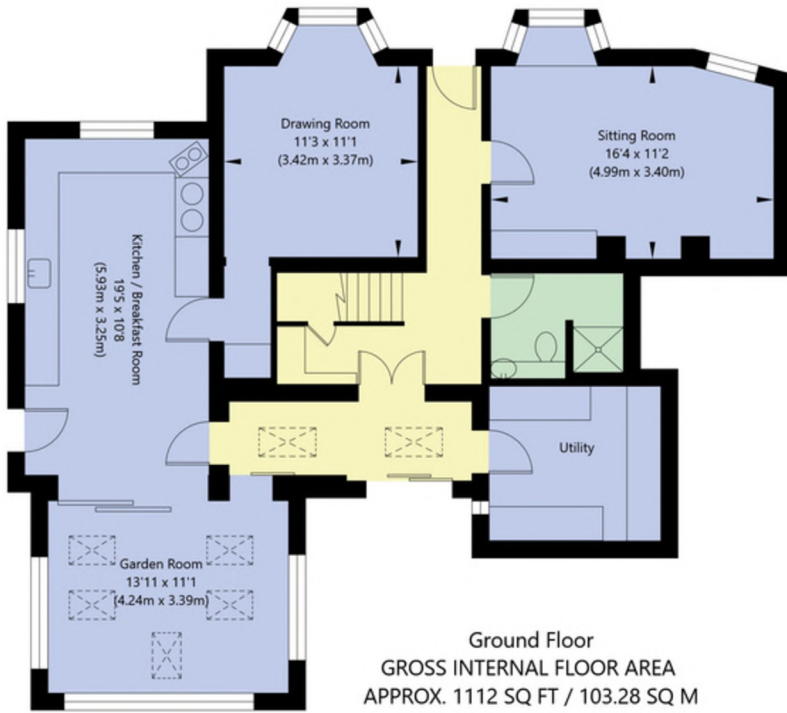 Drawing Room
11'3 x 11'1
(3.42m x 3.37m)
Sitting Room
16'4 x 11'2
(4.99m x 3.40m)
Kitchen / Breakfast Room
19'5 x 10'8
(5.93m x 3.25m)
Utility
Garden Room
13'11 x 11'1
(4.24m x 3.39m)
Ground Floor
GROSS INTERNAL FLOOR AREA
APPROX. 1112 SQ FT / 103.28 SQ M